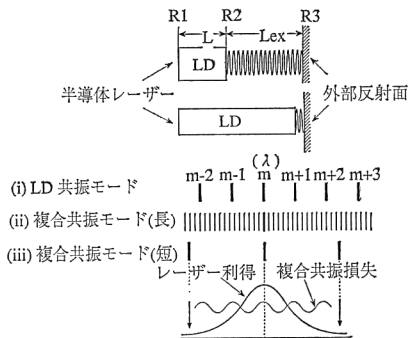 R1 R2 R3
L Lex
LD
半導体レーザー 外部反射面
LD
(λ)
m-2 m-1 m m+1 m+2 m+3
(i) LD 共振モード
(ii) 複合共振モード(長)
(iii) 複合共振モード(短)
レーザー利得 複合共振損失